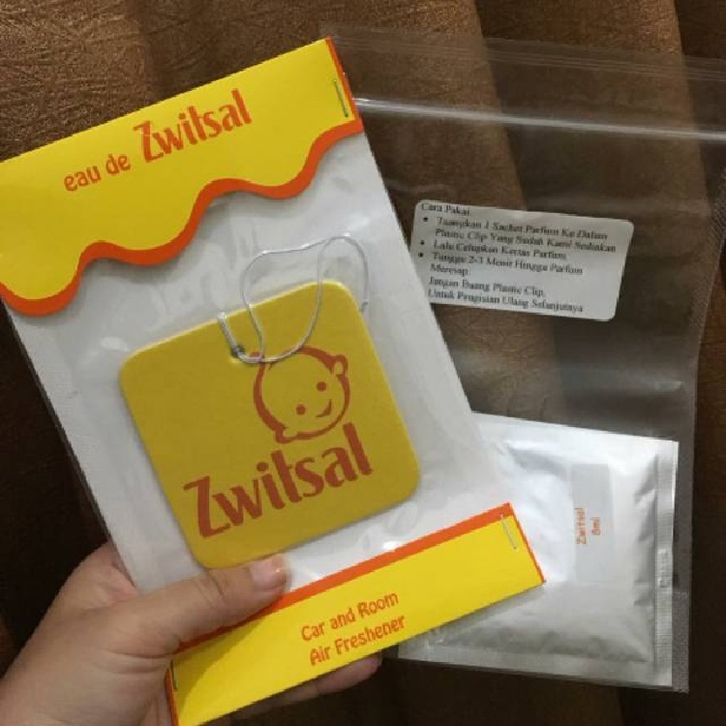 eau de Zwitsal
Cara Pakai.
• Tuangkan 1 Sachet Parfum Ke Dalam
Plastic Clip Yang Sudah Kami Sediakan
• Lalu Celupkan Kertas Parfum,
• Tunggu 2-3 Menit Hingga Parfum
Meresap.
Jangan Buang Plastic Clip,
Untuk Pengisian Ulang Selanjutnya
Zwitsal
Zwitsal
8ml
Car and Room
Air Freshener